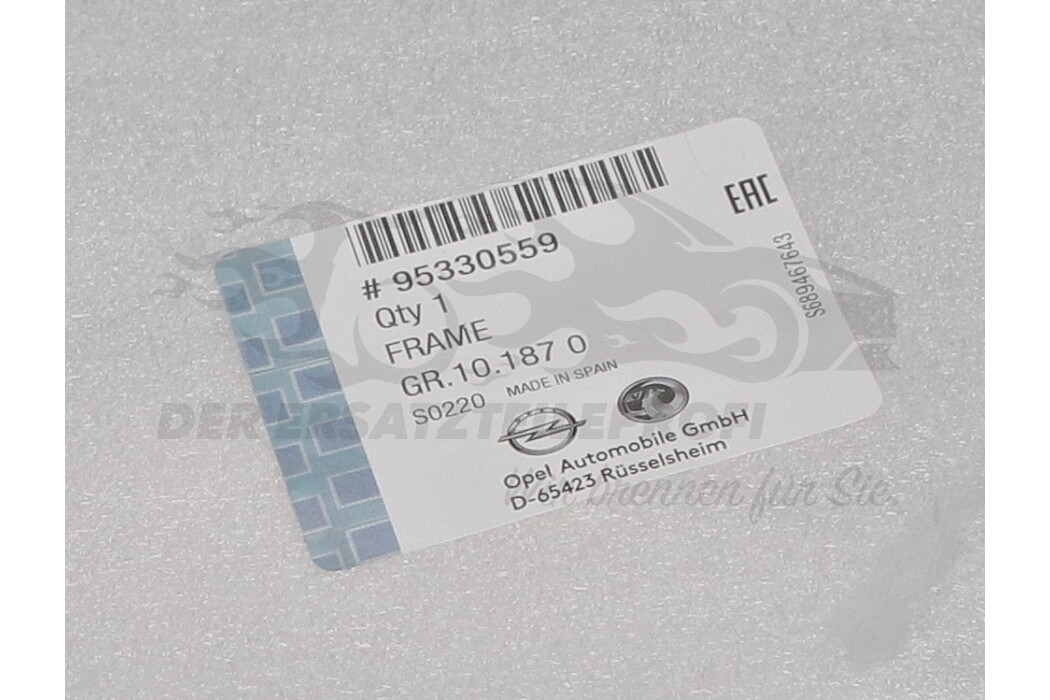 # 95330559
EAC
Qty 1
FRAME
GR.10.187 0
S0220 MADE IN SPAIN
S689467643
Opel Automobile GmbH
D-65423 Rüsselsheim
DER ERSATZTEILEPROFI
brennen für Sie